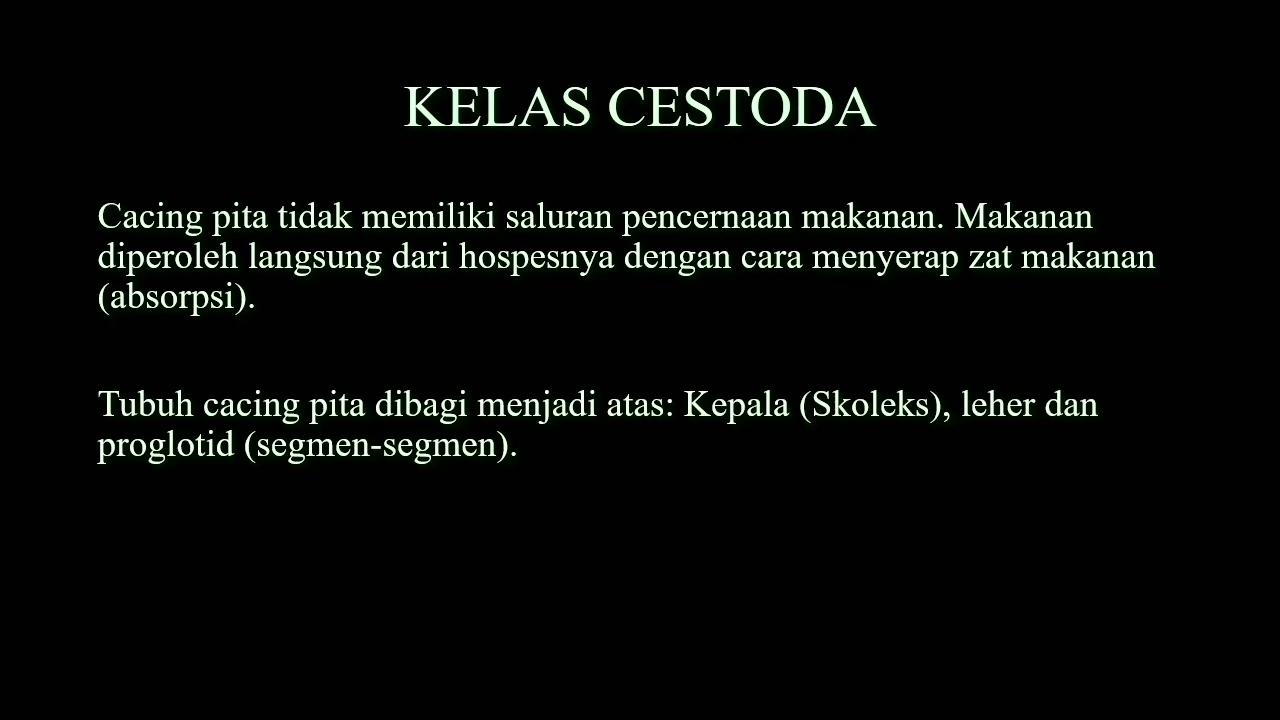 KELAS CESTODA
Cacing pita tidak memiliki saluran pencernaan makanan. Makanan
diperoleh langsung dari hospesnya dengan cara menyerap zat makanan
(absorpsi).
Tubuh cacing pita dibagi menjadi atas: Kepala (Skoleks), leher dan
proglotid (segmen-segmen).